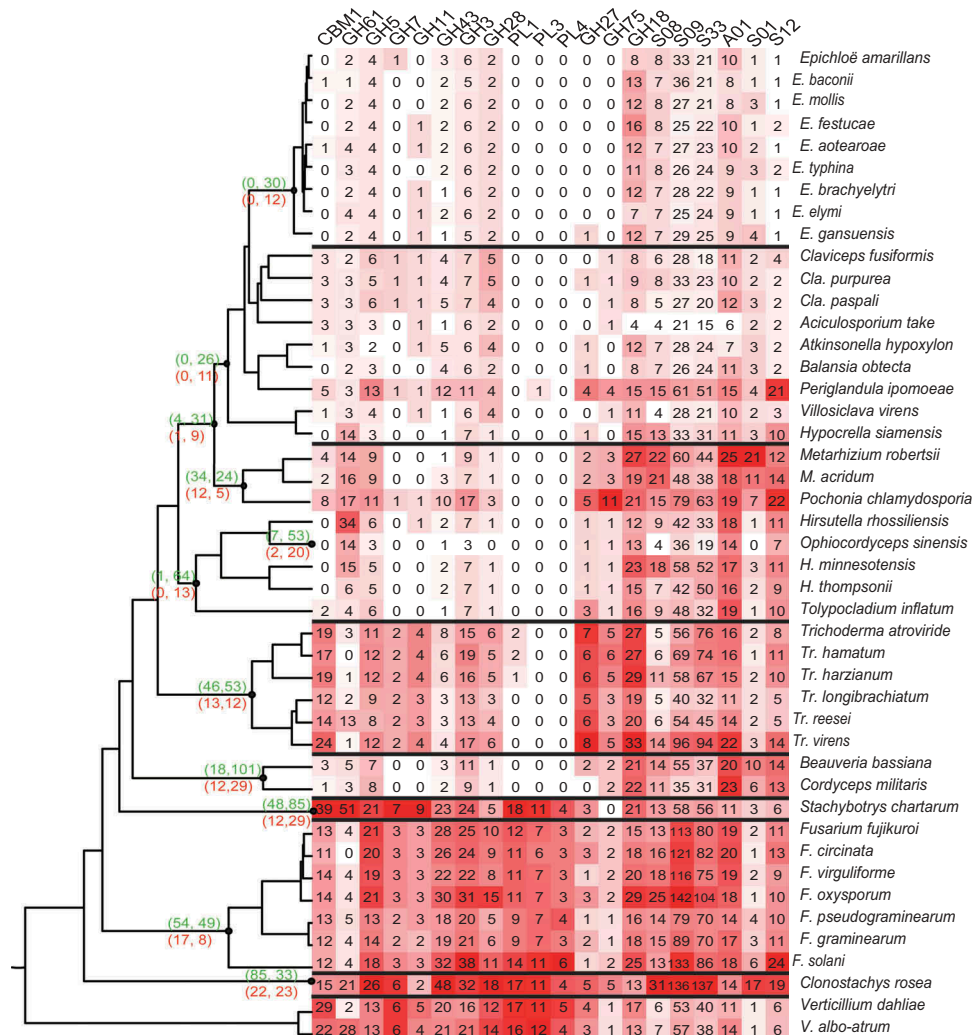 CBM1 GH61 GH5 GH7 GH11 GH43 GH3 GH28 PL1 PL3 PL4 GH27 GH75 GH18 S08 S09 S33 A01 S01 S12
0 2 4 1 0 3 6 2 0 0 0 0 0 8 8 33 21 10 1 1 Epichloë amarillans
1 1 4 0 0 2 5 2 0 0 0 0 0 13 7 36 21 8 1 1 E. baconii
0 2 4 0 0 2 6 2 0 0 0 0 0 12 8 27 21 8 3 1 E. mollis
0 2 4 0 1 2 6 2 0 0 0 0 0 16 8 25 22 10 1 2 E. festucae
1 4 4 0 1 2 6 2 0 0 0 0 0 12 7 27 23 10 2 1 E. aotearoae
0 3 4 0 0 2 6 2 0 0 0 0 0 11 8 26 24 9 3 2 E. typhina
(0, 30)
(0, 12)
0 2 4 0 1 1 6 2 0 0 0 0 0 12 7 28 22 9 1 1 E. brachyelytri
0 4 4 0 1 2 6 2 0 0 0 0 0 7 7 25 24 9 1 1 E. elymi
0 2 4 0 1 1 5 2 0 0 0 1 0 12 7 29 25 9 4 1 E. gansuensis
3 2 6 1 1 4 7 5 0 0 0 0 1 8 6 28 18 11 2 4 Claviceps fusiformis
3 3 5 1 1 4 7 5 0 0 0 1 1 9 8 33 23 10 2 2 Cla. purpurea
3 3 6 1 1 5 7 4 0 0 0 0 1 8 5 27 20 12 3 2 Cla. paspali
3 3 3 0 1 1 6 2 0 0 0 0 1 4 4 21 15 6 2 2 Aciculosporium take
1 3 2 0 1 5 6 4 0 0 0 1 0 12 7 28 24 7 3 2 Atkinsonella hypoxylon
(0, 26)
(0, 11)
0 2 3 0 0 4 6 2 0 0 0 1 0 8 7 26 24 11 3 2 Balansia obtecta
5 3 13 1 1 12 11 4 0 1 0 4 4 15 15 61 51 15 4 21 Periglandula ipomoeae
1 3 4 0 1 1 6 4 0 0 0 0 1 11 4 28 21 10 2 3 Villosiclava virens
(4, 31)
(1, 9)
0 14 3 0 0 1 7 1 0 0 0 1 0 15 13 33 31 11 3 10 Hypocrella siamensis
4 14 9 0 0 1 9 1 0 0 0 2 3 27 22 60 44 25 21 12 Metarhizium robertsii
2 16 9 0 0 3 7 1 0 0 0 2 3 19 21 48 38 18 11 14 M. acridum
(34, 24)
(12, 5)
8 17 11 1 1 10 17 3 0 0 0 5 11 21 15 79 63 19 7 22 Pochonia chlamydosporia
0 34 6 0 1 2 7 1 0 0 0 1 1 12 9 42 33 18 1 11 Hirsutella rhossiliensis
(7, 53)
(2, 20)
0 14 3 0 0 1 3 0 0 0 0 1 1 13 4 36 19 14 0 7 Ophiocordyceps sinensis
0 15 5 0 0 2 7 1 0 0 0 1 1 23 18 58 52 17 3 11 H. minnesotensis
(1, 64)
(0, 13)
0 6 5 0 0 2 7 1 0 0 0 1 1 15 7 42 50 16 2 9 H. thompsonii
2 4 6 0 0 2 7 1 0 0 0 3 1 16 9 48 32 19 1 10 Tolypocladium inflatum
19 3 11 2 4 8 15 6 2 0 0 7 5 27 5 56 76 16 2 8 Trichoderma atroviride
17 0 12 2 4 6 19 5 2 0 0 6 6 27 6 69 74 16 1 11 Tr. hamatum
19 1 12 2 4 6 16 5 1 0 0 6 5 29 11 58 67 15 2 10 Tr. harzianum
(46,53)
(13,12)
12 2 9 2 3 3 13 3 0 0 0 5 3 19 5 40 32 11 2 5 Tr. longibrachiatum
14 13 8 2 3 3 13 4 0 0 0 6 3 20 6 54 45 14 2 5 Tr. reesei
24 1 12 2 4 4 17 6 0 0 0 8 5 33 14 96 94 22 3 14 Tr. virens
3 5 7 0 0 3 11 1 0 0 0 2 2 21 14 55 37 20 10 14 Beauveria bassiana
(18,101)
(12,29)
1 3 8 0 0 2 9 1 0 0 0 0 2 22 11 35 31 23 6 13 Cordyceps militaris
(48,85)
(12,29)
39 51 21 7 9 23 24 5 18 11 4 3 0 21 13 58 56 11 3 6 Stachybotrys chartarum
13 4 21 3 3 28 25 10 12 7 3 2 2 15 13 113 80 19 2 11 Fusarium fujikuroi
11 0 20 3 3 26 24 9 11 6 3 3 2 18 16 121 82 20 1 13 F. circinata
14 4 19 3 3 22 22 8 11 7 3 1 2 20 18 116 75 19 2 9 F. virguliforme
14 4 21 3 3 30 31 15 11 7 3 2 2 29 25 142 104 18 1 10 F. oxysporum
13 5 13 2 3 18 20 5 9 7 4 1 1 16 14 79 70 14 4 10 F. pseudograminearum
(54, 49)
(17, 8)
12 4 14 2 2 19 21 6 9 7 3 2 1 18 15 89 70 17 3 11 F. graminearum
12 4 18 3 3 32 38 11 14 11 6 1 2 25 13 133 86 18 6 24 F. solani
(85, 33)
(22, 23)
15 21 26 6 2 48 32 18 17 11 4 5 5 13 31 136 137 14 17 19 Clonostachys rosea
29 2 13 6 5 20 16 12 17 11 5 4 1 17 6 53 40 11 1 6 Verticillium dahliae
22 28 13 6 4 21 21 14 16 12 4 3 1 13 7 57 38 14 1 6 V. albo-atrum